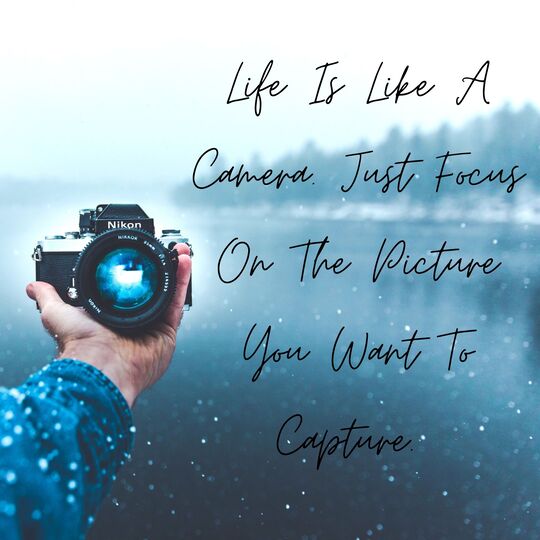 Life Is Like A
Camera. Just Focus
On The Picture
You Want To
Capture.
Nikon